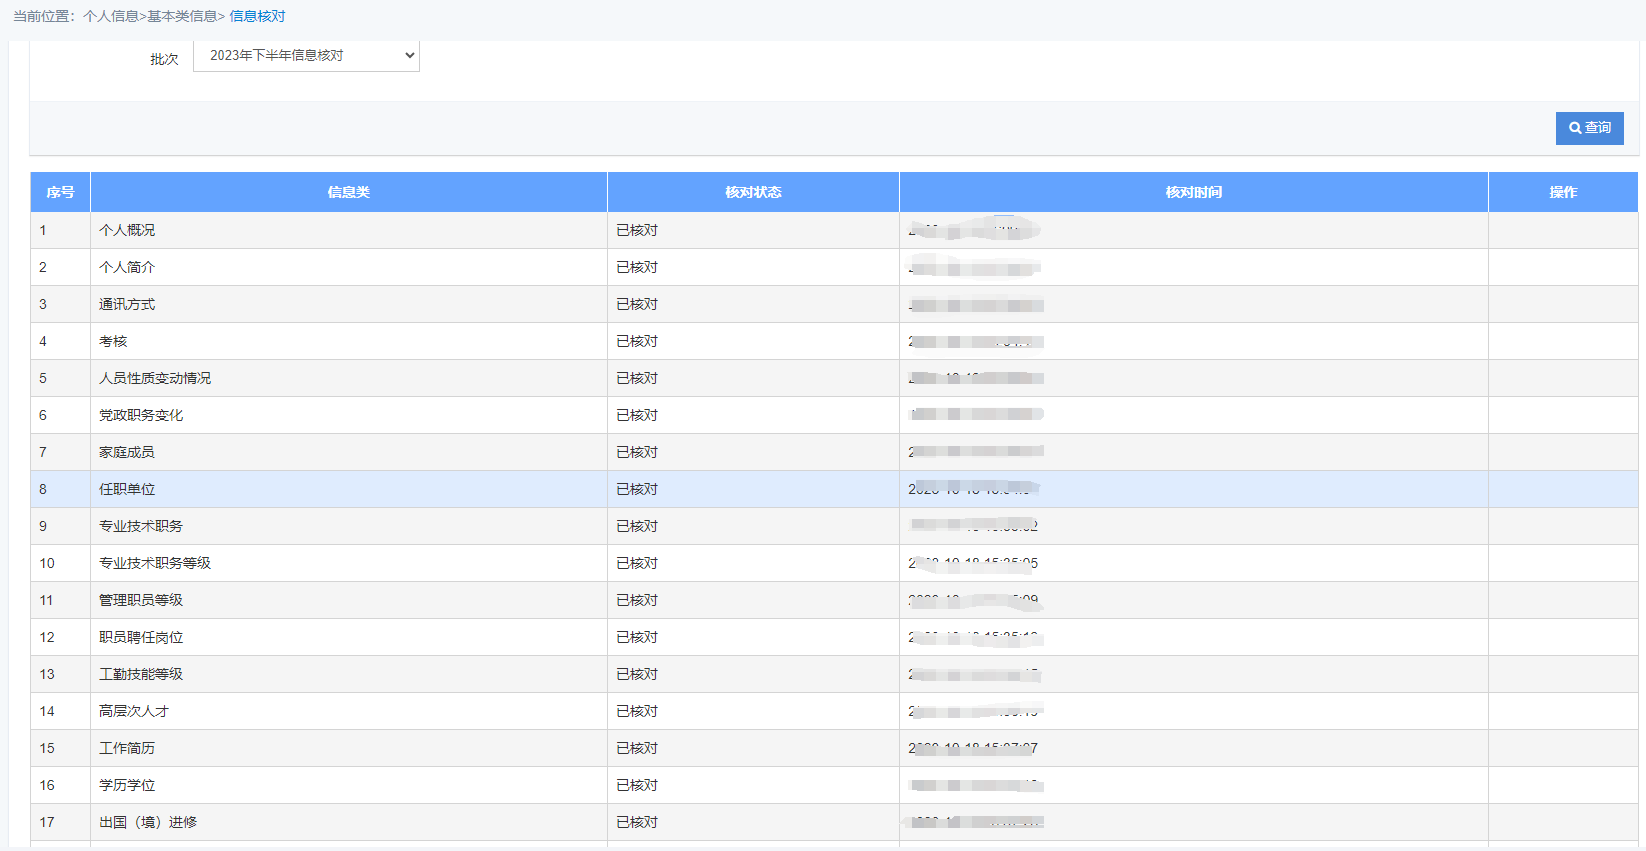 当前位置：个人信息>基本类信息> 信息核对
批次 2023年下半年信息核对
查询
序号 信息类 核对状态 核对时间 操作
1 个人概况 已核对
2 个人简介 已核对
3 通讯方式 已核对
4 考核 已核对
5 人员性质变动情况 已核对
6 党政职务变化 已核对
7 家庭成员 已核对
8 任职单位 已核对
9 专业技术职务 已核对
10 专业技术职务等级 已核对
11 管理职员等级 已核对
12 职员聘任岗位 已核对
13 工勤技能等级 已核对
14 高层次人才 已核对
15 工作简历 已核对
16 学历学位 已核对
17 出国（境）进修 已核对